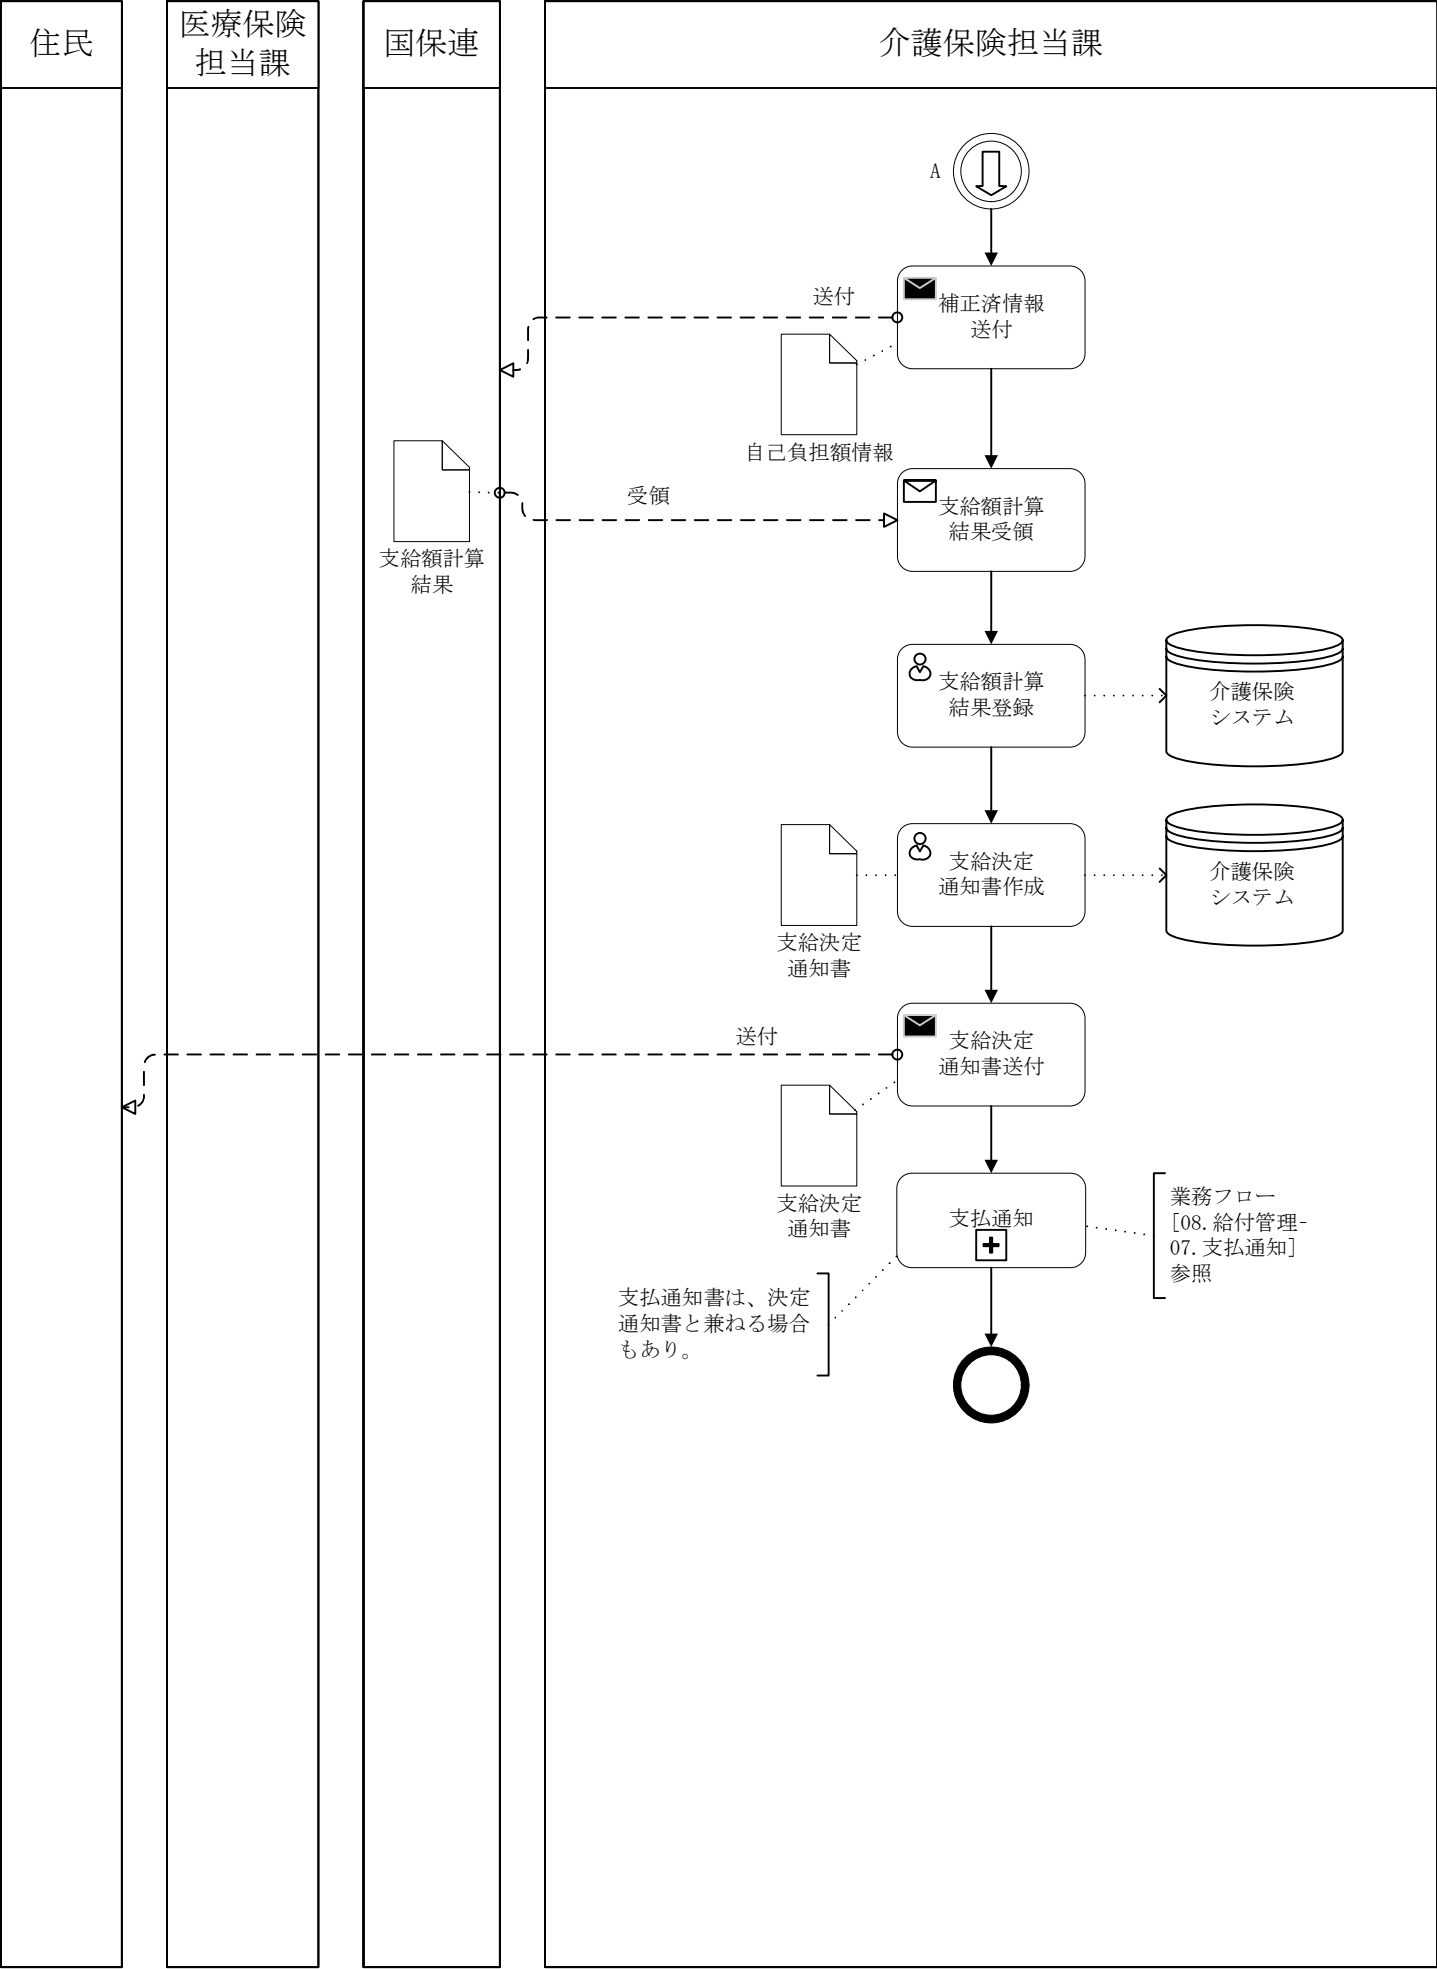 住民
医療保険
担当課
国保連
介護保険担当課
A
送付
補正済情報
送付
自己負担額情報
受領
支給額計算
結果受領
支給額計算
結果
支給額計算
結果登録
介護保険
システム
支給決定
通知書作成
介護保険
システム
支給決定
通知書
送付
支給決定
通知書送付
支給決定
通知書
支払通知
業務フロー
[08.給付管理-
07.支払通知]
参照
支払通知書は、決定
通知書と兼ねる場合
もあり。